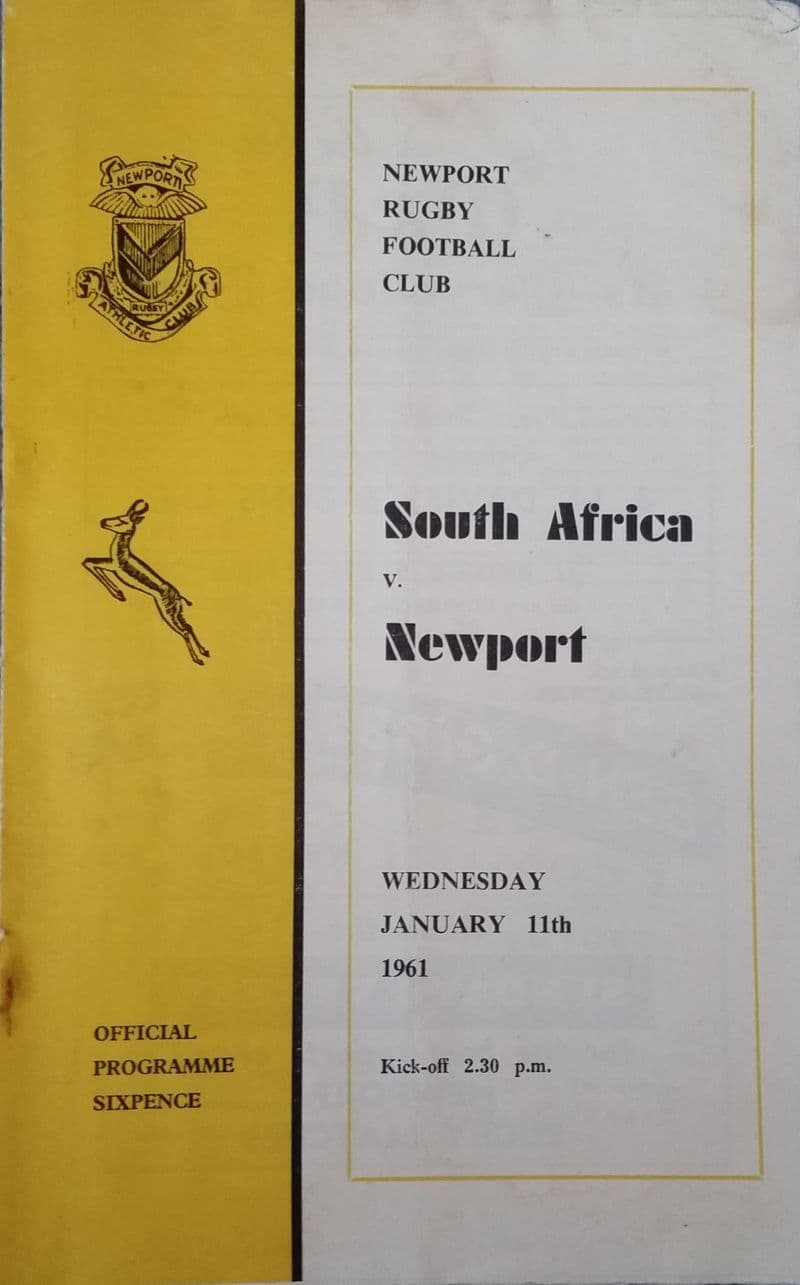 NEWPORT
RUGBY
ATHLETIC CLUB
NEWPORT
RUGBY
FOOTBALL
CLUB
South Africa
v.
Newport
WEDNESDAY
JANUARY 11th
1961
Kick-off 2.30 p.m.
OFFICIAL
PROGRAMME
SIXPENCE